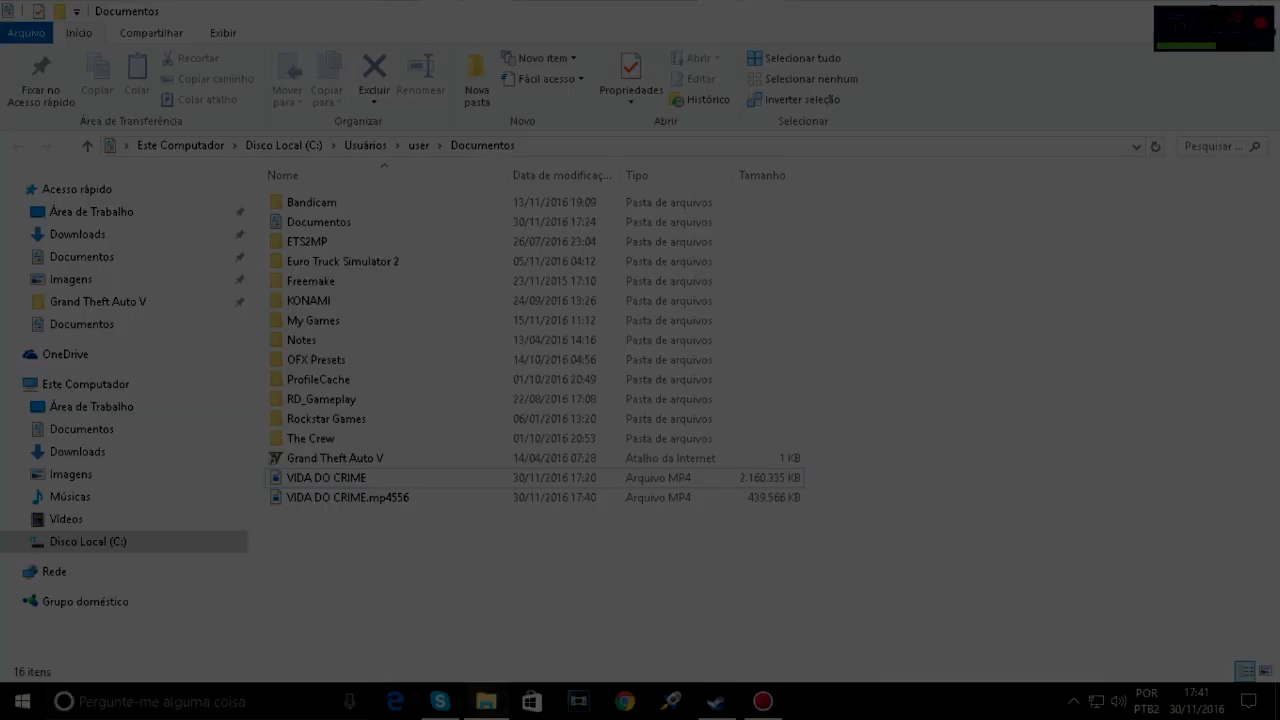 Documentos
Arquivo Início Compartilhar Exibir
Fixar no Acesso rápido
Copiar
Colar
Recortar
Copiar caminho
Colar atalho
Área de Transferência
Mover para
Copiar para
Excluir
Renomear
Organizar
Nova pasta
Novo item
Fácil acesso
Novo
Propriedades
Abrir
Editar
Histórico
Abrir
Selecionar tudo
Selecionar nenhum
Inverter seleção
Selecionar
Este Computador > Disco Local (C:) > Usuários > user > Documentos
Pesquisar ...
Acesso rápido
Área de Trabalho
Downloads
Documentos
Imagens
Grand Theft Auto V
Documentos
OneDrive
Este Computador
Área de Trabalho
Documentos
Downloads
Imagens
Músicas
Vídeos
Disco Local (C:)
Rede
Grupo doméstico
Nome Data de modificaç... Tipo Tamanho
Bandicam 13/11/2016 19:09 Pasta de arquivos
Documentos 30/11/2016 17:24 Pasta de arquivos
ETS2MP 26/07/2016 23:04 Pasta de arquivos
Euro Truck Simulator 2 05/11/2016 04:12 Pasta de arquivos
Freemake 23/11/2015 17:10 Pasta de arquivos
KONAMI 24/09/2016 13:26 Pasta de arquivos
My Games 15/11/2016 11:12 Pasta de arquivos
Notes 13/04/2016 14:16 Pasta de arquivos
OFX Presets 14/10/2016 04:56 Pasta de arquivos
ProfileCache 01/10/2016 20:49 Pasta de arquivos
RD_Gameplay 22/08/2016 17:08 Pasta de arquivos
Rockstar Games 06/01/2016 13:20 Pasta de arquivos
The Crew 01/10/2016 20:53 Pasta de arquivos
Grand Theft Auto V 14/04/2016 07:28 Atalho da Internet 1 KB
VIDA DO CRIME 30/11/2016 17:20 Arquivo MP4 2.160.335 KB
VIDA DO CRIME.mp4556 30/11/2016 17:40 Arquivo MP4 439.566 KB
16 itens
Pergunte-me alguma coisa
POR
PTB2
17:41
30/11/2016